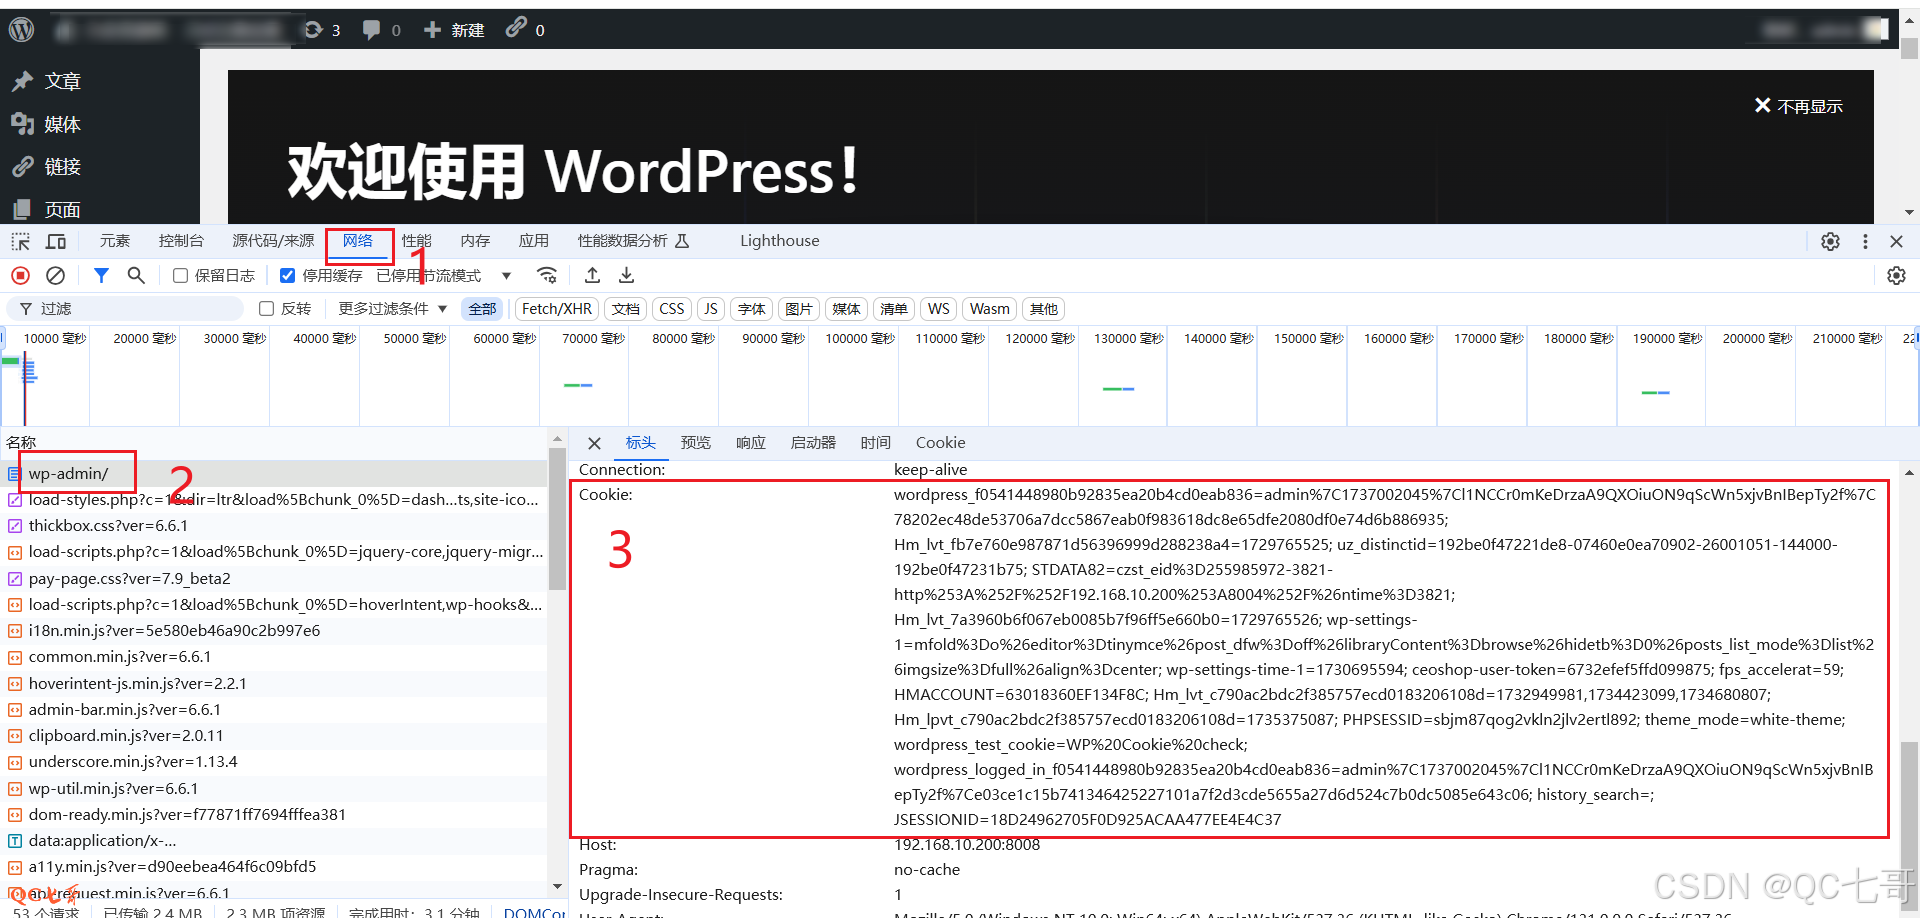 3 0 新建 0
文章
媒体
链接
页面
不再显示
欢迎使用 WordPress！
元素 控制台 源代码/来源 网络 性能 内存 应用 性能数据分析 Lighthouse
1
保留日志 停用缓存 已停用节流模式
过滤 反转 更多过滤条件 全部 Fetch/XHR 文档 CSS JS 字体 图片 媒体 清单 WS Wasm 其他
10000 毫秒 20000 毫秒 30000 毫秒 40000 毫秒 50000 毫秒 60000 毫秒 70000 毫秒 80000 毫秒 90000 毫秒 100000 毫秒 110000 毫秒 120000 毫秒 130000 毫秒 140000 毫秒 150000 毫秒 160000 毫秒 170000 毫秒 180000 毫秒 190000 毫秒 200000 毫秒 210000 毫秒
名称
wp-admin/
2
load-styles.php?c=1&dir=ltr&load%5Bchunk_0%5D=dash...ts,site-ico...
thickbox.css?ver=6.6.1
load-scripts.php?c=1&load%5Bchunk_0%5D=jquery-core,jquery-migr...
pay-page.css?ver=7.9_beta2
load-scripts.php?c=1&load%5Bchunk_0%5D=hoverIntent,wp-hooks&...
i18n.min.js?ver=5e580eb46a90c2b997e6
common.min.js?ver=6.6.1
hoverintent-js.min.js?ver=2.2.1
admin-bar.min.js?ver=6.6.1
clipboard.min.js?ver=2.0.11
underscore.min.js?ver=1.13.4
wp-util.min.js?ver=6.6.1
dom-ready.min.js?ver=f77871ff7694fffea381
data:application/x-...
a11y.min.js?ver=d90eebea464f6c09bfd5
api-request.min.js?ver=6.6.1
QC七哥
53 个请求 已传输 2.4 MB 2.3 MB 项资源 完成用时：3.1 分钟 DOMCor
标头 预览 响应 启动器 时间 Cookie
Connection: keep-alive
Cookie: wordpress_f0541448980b92835ea20b4cd0eab836=admin%7C1737002045%7Cl1NCCr0mKeDrzaA9QXOiuON9qScWn5xjvBnIBepTy2f%7C
78202ec48de53706a7dcc5867eab0f983618dc8e65dfe2080df0e74d6b886935;
3
Hm_lvt_fb7e760e987871d56396999d288238a4=1729765525; uz_distinctid=192be0f47221de8-07460e0ea70902-26001051-144000-
192be0f47231b75; STDATA82=czst_eid%3D255985972-3821-
http%253A%252F%252F192.168.10.200%253A8004%252F%26ntime%3D3821;
Hm_lvt_7a3960b6f067eb0085b7f96ff5e660b0=1729765526; wp-settings-
1=mfold%3Do%26editor%3Dtinymce%26post_dfw%3Doff%26libraryContent%3Dbrowse%26hidetb%3D0%26posts_list_mode%3Dlist%2
6imgsize%3Dfull%26align%3Dcenter; wp-settings-time-1=1730695594; ceoshop-user-token=6732efef5ffd099875; fps_accelerat=59;
HMACCOUNT=63018360EF134F8C; Hm_lvt_c790ac2bdc2f385757ecd0183206108d=1732949981,1734423099,1734680807;
Hm_lpvt_c790ac2bdc2f385757ecd0183206108d=1735375087; PHPSESSID=sbjm87qog2vkln2jlv2ertl892; theme_mode=white-theme;
wordpress_test_cookie=WP%20Cookie%20check;
wordpress_logged_in_f0541448980b92835ea20b4cd0eab836=admin%7C1737002045%7Cl1NCCr0mKeDrzaA9QXOiuON9qScWn5xjvBnIB
epTy2f%7Ce03ce1c15b741346425227101a7f2d3cde5655a27d6d524c7b0dc5085e643c06; history_search=;
JSESSIONID=18D24962705F0D925ACAA477EE4E4C37
Host: 192.168.10.200:8008
Pragma: no-cache
Upgrade-Insecure-Requests: 1
CSDN @QC七哥